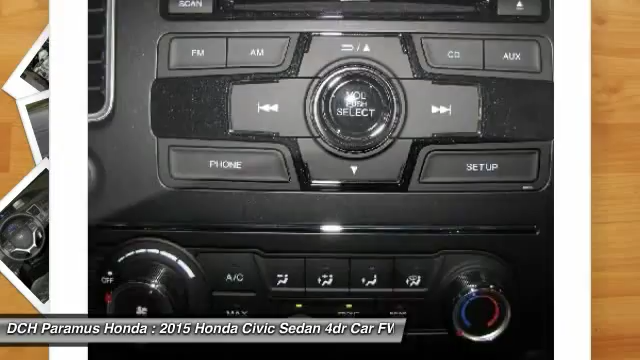 SCAN
FM AM CD AUX
VOL
PUSH
SELECT
PHONE SETUP
OFF A/C
MAX
DCH Paramus Honda : 2015 Honda Civic Sedan 4dr Car FV